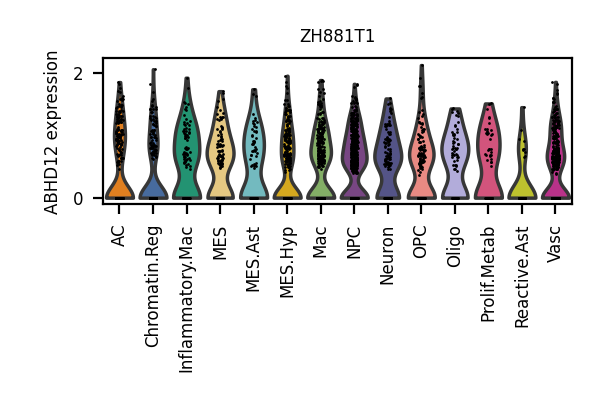 ZH881T1
ABHD12 expression
2
0
AC
Chromatin.Reg
Inflammatory.Mac
MES
MES.Ast
MES.Hyp
Mac
NPC
Neuron
OPC
Oligo
Prolif.Metab
Reactive.Ast
Vasc